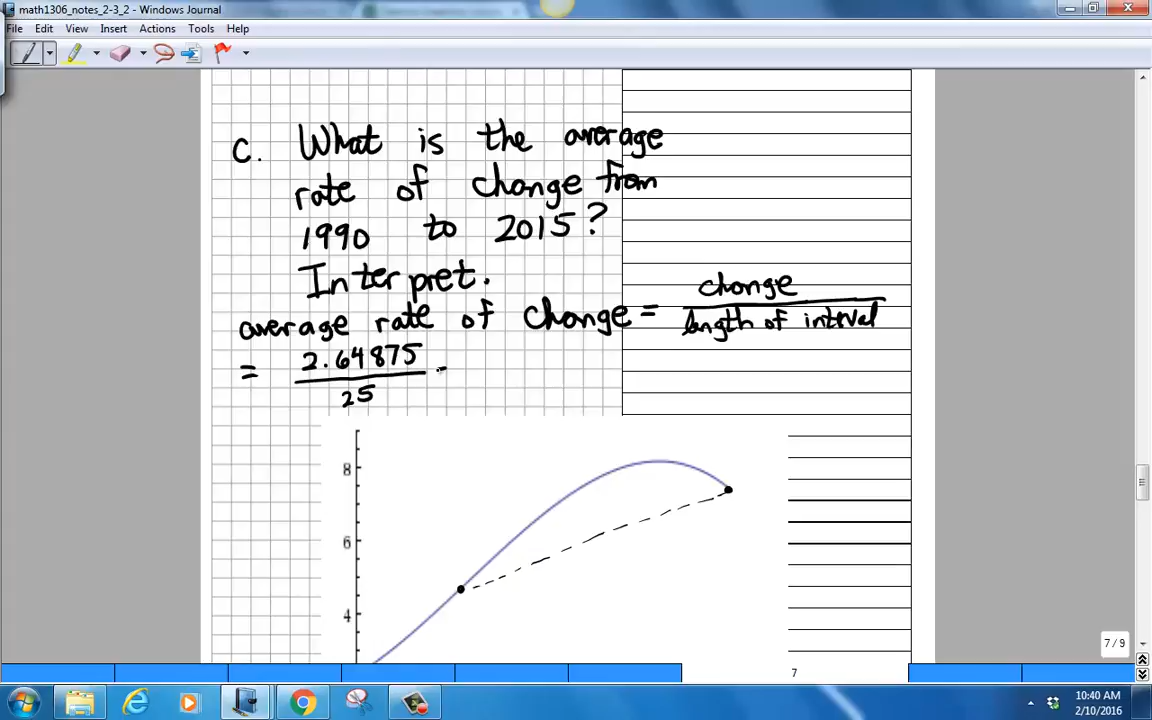 math1306_notes_2-3_2 - Windows Journal
File Edit View Insert Actions Tools Help
c. What is the average
rate of change from
1990 to 2015?
Interpret.
average rate of change = change / length of interval
= 2.64875 / 25 =
8
6
4
7/9
7
10:40 AM
2/10/2016